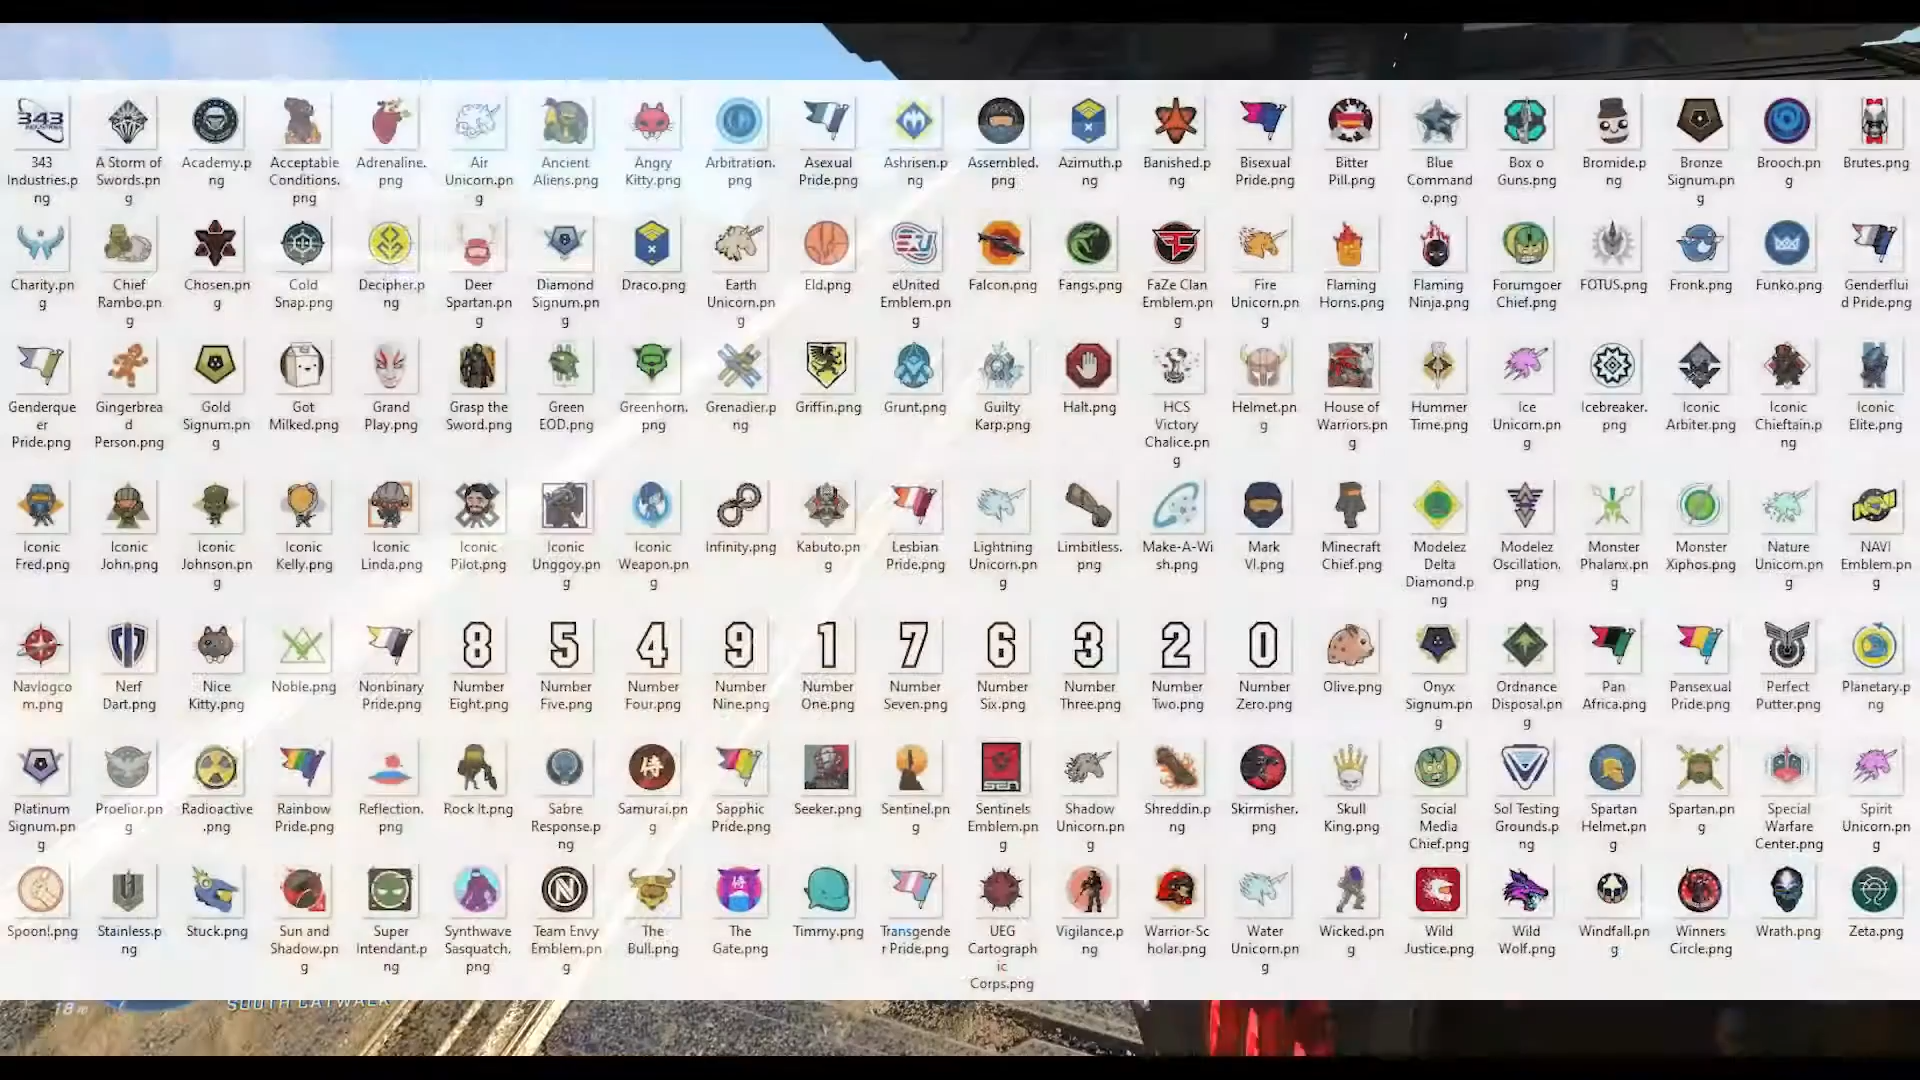 343 Industries.png
A Storm of Swords.png
Academy.png
Acceptable Conditions.png
Adrenaline.png
Air Unicorn.png
Ancient Aliens.png
Angry Kitty.png
Arbitration.png
Asexual Pride.png
Ashrisen.png
Assembled.png
Azimuth.png
Banished.png
Bisexual Pride.png
Bitter Pill.png
Blue Commando.png
Box o Guns.png
Bromide.png
Bronze Signum.png
Brooch.png
Brutes.png
Charity.png
Chief Rambo.png
Chosen.png
Cold Snap.png
Decipher.png
Deer Spartan.png
Diamond Signum.png
Draco.png
Earth Unicorn.png
Eld.png
eUnited Emblem.png
Falcon.png
Fangs.png
FaZe Clan Emblem.png
Fire Unicorn.png
Flaming Horns.png
Flaming Ninja.png
Forumgoer Chief.png
FOTUS.png
Fronk.png
Funko.png
Genderfluid Pride.png
Genderqueer Pride.png
Gingerbread Person.png
Gold Signum.png
Got Milked.png
Grand Play.png
Grasp the Sword.png
Green EOD.png
Greenhorn.png
Grenadier.png
Griffin.png
Grunt.png
Guilty Karp.png
Halt.png
HCS Victory Chalice.png
Helmet.png
House of Warriors.png
Hummer Time.png
Ice Unicorn.png
Icebreaker.png
Iconic Arbiter.png
Iconic Chieftain.png
Iconic Elite.png
Iconic Fred.png
Iconic John.png
Iconic Johnson.png
Iconic Kelly.png
Iconic Linda.png
Iconic Pilot.png
Iconic Unggoy.png
Iconic Weapon.png
Infinity.png
Kabuto.png
Lesbian Pride.png
Lightning Unicorn.png
Limbitless.png
Make-A-Wish.png
Mark VI.png
Minecraft Chief.png
Modelez Delta Diamond.png
Modelez Oscillation.png
Monster Phalanx.png
Monster Xiphos.png
Nature Unicorn.png
NAVI Emblem.png
Navlogcom.png
Nerf Dart.png
Nice Kitty.png
Noble.png
Nonbinary Pride.png
8
Number Eight.png
5
Number Five.png
4
Number Four.png
9
Number Nine.png
1
Number One.png
7
Number Seven.png
6
Number Six.png
3
Number Three.png
2
Number Two.png
0
Number Zero.png
Olive.png
Onyx Signum.png
Ordnance Disposal.png
Pan Africa.png
Pansexual Pride.png
Perfect Putter.png
Planetary.png
Platinum Signum.png
Proelior.png
Radioactive.png
Rainbow Pride.png
Reflection.png
Rock It.png
Sabre Response.png
侍
Samurai.png
Sapphic Pride.png
Seeker.png
Sentinel.png
Sentinels Emblem.png
Shadow Unicorn.png
Shreddin.png
Skirmisher.png
Skull King.png
Social Media Chief.png
Sol Testing Grounds.png
Spartan Helmet.png
Spartan.png
Special Warfare Center.png
Spirit Unicorn.png
Spoon!.png
Stainless.png
Stuck.png
Sun and Shadow.png
Super Intendant.png
Synthwave Sasquatch.png
Team Envy Emblem.png
The Bull.png
侍
The Gate.png
Timmy.png
Transgender Pride.png
UEG Cartographic Corps.png
Vigilance.png
Warrior-Scholar.png
Water Unicorn.png
Wicked.png
Wild Justice.png
Wild Wolf.png
Windfall.png
Winners Circle.png
Wrath.png
Zeta.png
18 m
SOUTH CATWALK